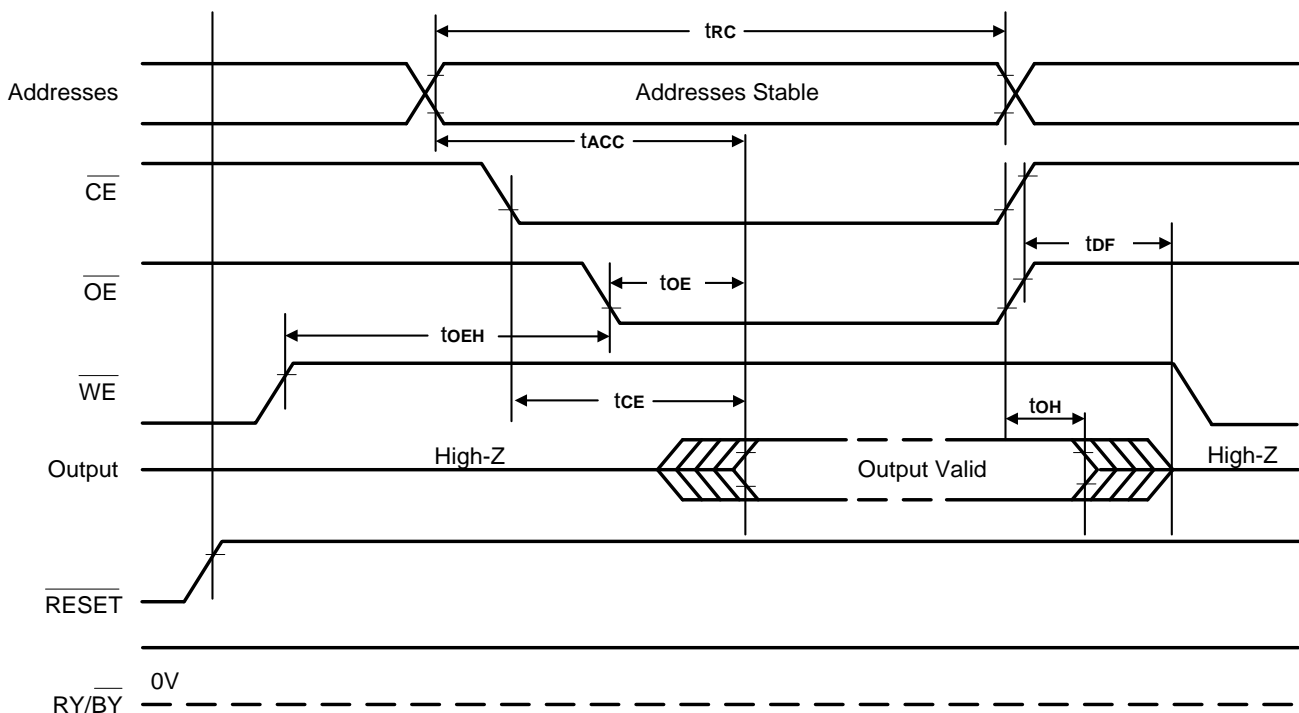 tRC
Addresses
Addresses Stable
tACC
CE
tDF
OE
tOE
tOEH
WE
tCE
tOH
Output
High-Z
Output Valid
High-Z
RESET
0V
RY/BY